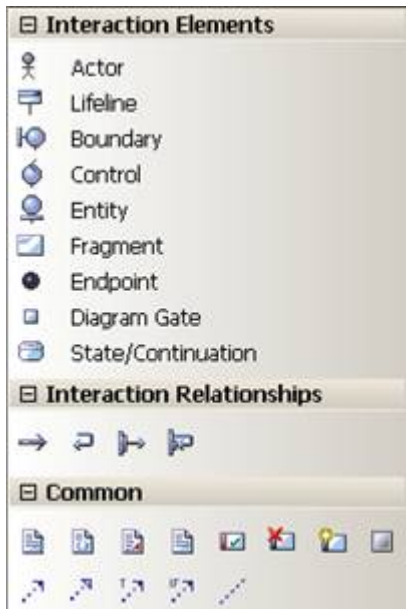 Interaction Elements
Actor
Lifeline
Boundary
Control
Entity
Fragment
Endpoint
Diagram Gate
State/Continuation
Interaction Relationships
Common